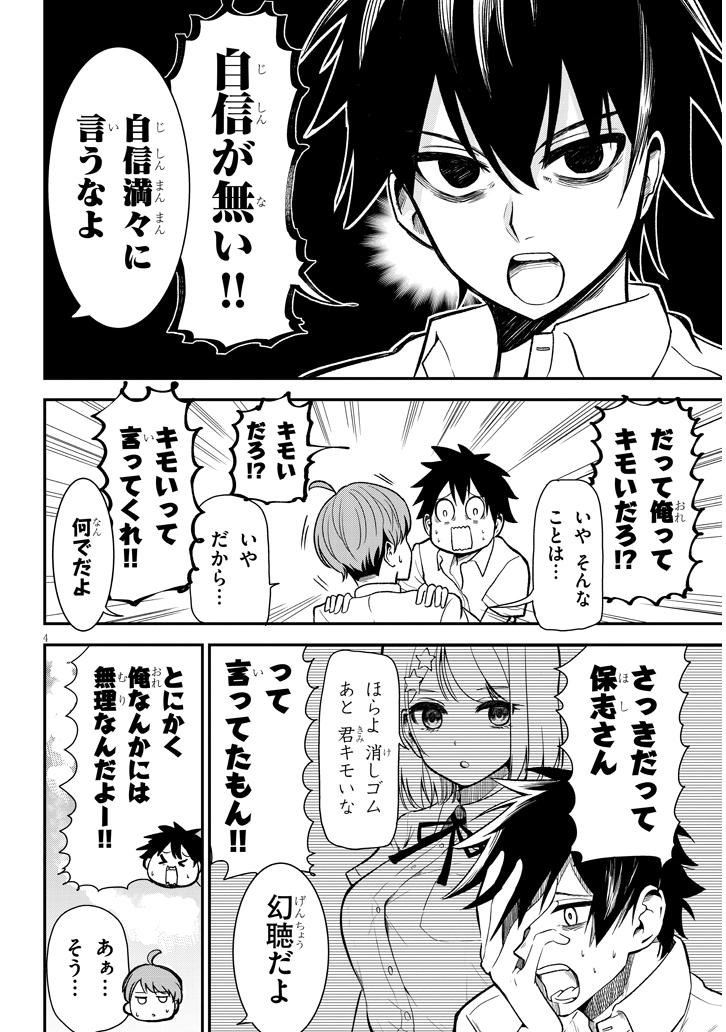 自信が無い!!
自信満々に
言うなよ
だって俺って
キモいだろ!?
いや そんな
ことは…
キモい
だろ!?
いや
だから…
キモいって
言ってくれ!!
何でだよ
4
さっきだって
保志さん
ほらよ 消しゴム
あと 君キモいな
って
言ってたもん!!
幻聴だよ
とにかく
俺なんかには
無理なんだよー!!
あぁ…
そう…